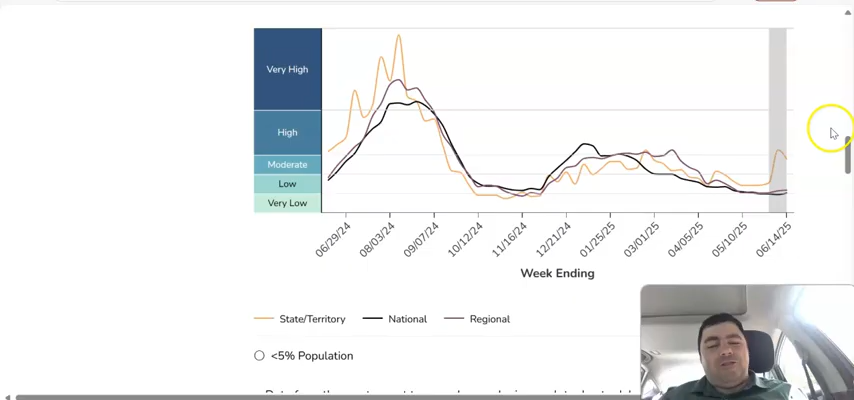 Very High
High
Moderate
Low
Very Low
06/29/24
08/03/24
09/07/24
10/12/24
11/16/24
12/21/24
01/25/25
03/01/25
04/05/25
05/10/25
06/14/25
Week Ending
State/Territory
National
Regional
<5% Population